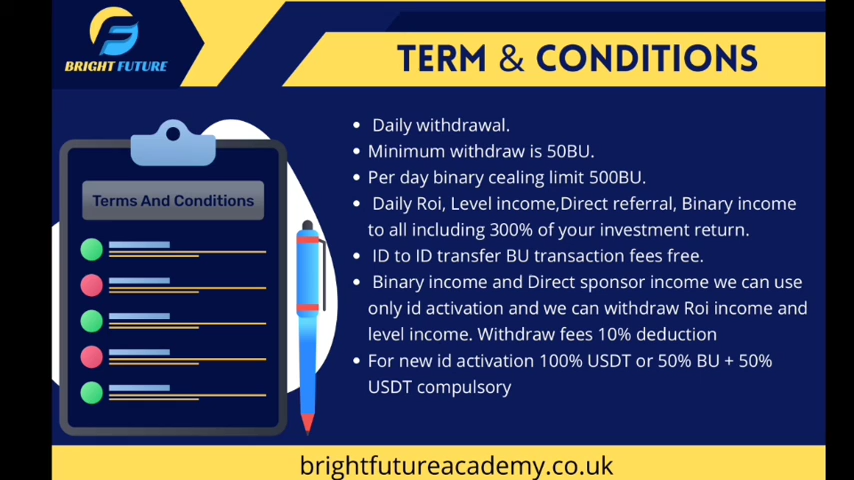 BRIGHT FUTURE
TERM & CONDITIONS
Terms And Conditions
Daily withdrawal.
Minimum withdraw is 50BU.
Per day binary cealing limit 500BU.
Daily Roi, Level income,Direct referral, Binary income
to all including 300% of your investment return.
ID to ID transfer BU transaction fees free.
Binary income and Direct sponsor income we can use
only id activation and we can withdraw Roi income and
level income. Withdraw fees 10% deduction
For new id activation 100% USDT or 50% BU + 50%
USDT compulsory
brightfutureacademy.co.uk